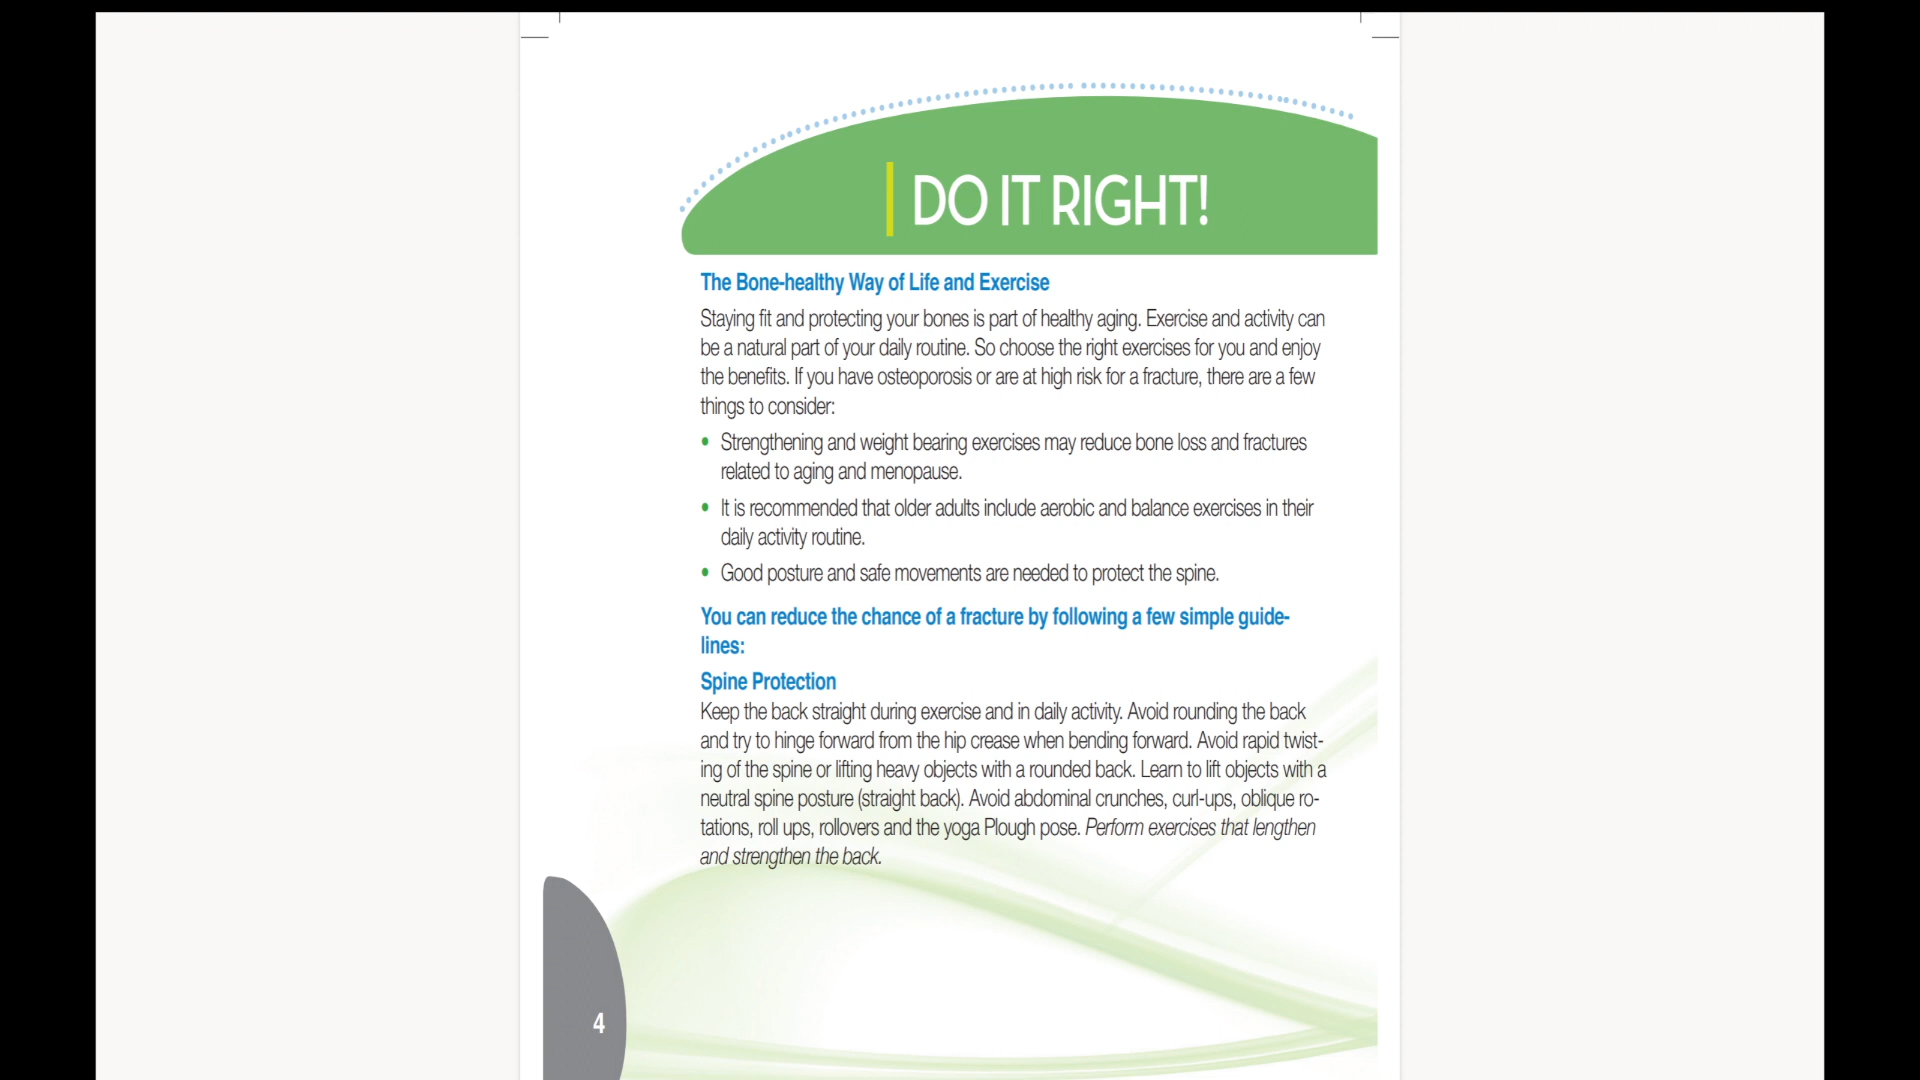 DO IT RIGHT!
The Bone-healthy Way of Life and Exercise
Staying fit and protecting your bones is part of healthy aging. Exercise and activity can
be a natural part of your daily routine. So choose the right exercises for you and enjoy
the benefits. If you have osteoporosis or are at high risk for a fracture, there are a few
things to consider:
• Strengthening and weight bearing exercises may reduce bone loss and fractures
related to aging and menopause.
• It is recommended that older adults include aerobic and balance exercises in their
daily activity routine.
• Good posture and safe movements are needed to protect the spine.
You can reduce the chance of a fracture by following a few simple guide-
lines:
Spine Protection
Keep the back straight during exercise and in daily activity. Avoid rounding the back
and try to hinge forward from the hip crease when bending forward. Avoid rapid twist-
ing of the spine or lifting heavy objects with a rounded back. Learn to lift objects with a
neutral spine posture (straight back). Avoid abdominal crunches, curl-ups, oblique ro-
tations, roll ups, rollovers and the yoga Plough pose. Perform exercises that lengthen
and strengthen the back.
4